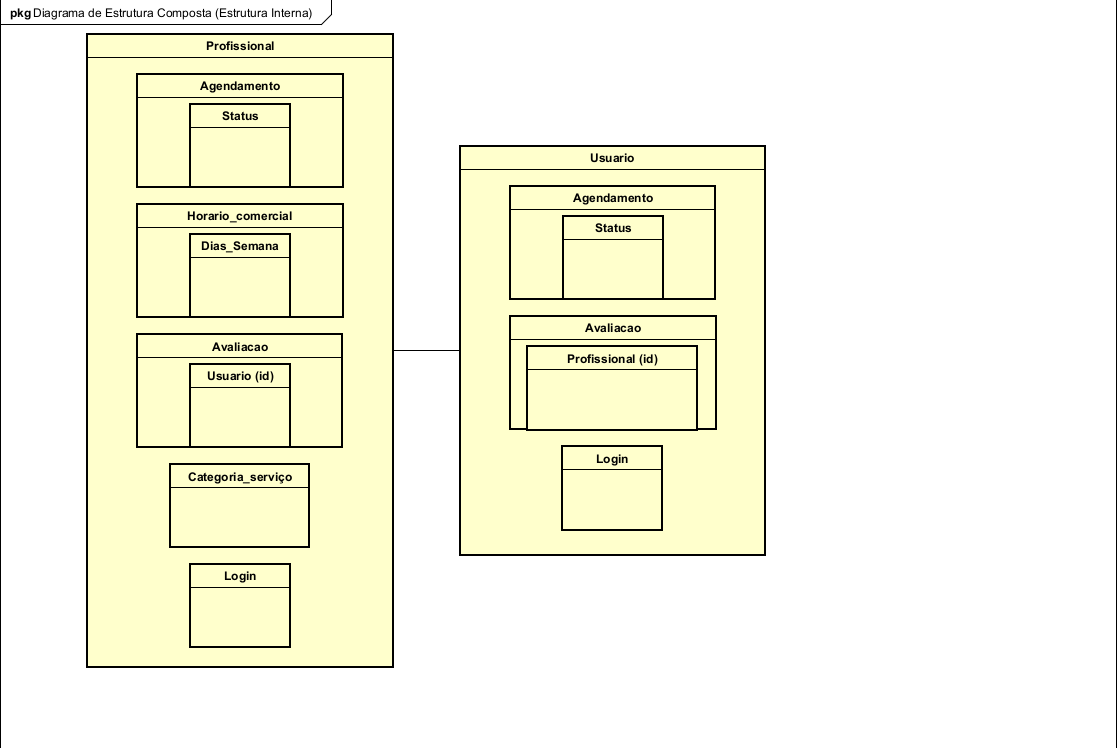 pkg Diagrama de Estrutura Composta (Estrutura Interna)
Profissional
Agendamento
Status
Horario_comercial
Dias_Semana
Avaliacao
Usuario (id)
Categoria_serviço
Login
Usuario
Agendamento
Status
Avaliacao
Profissional (id)
Login